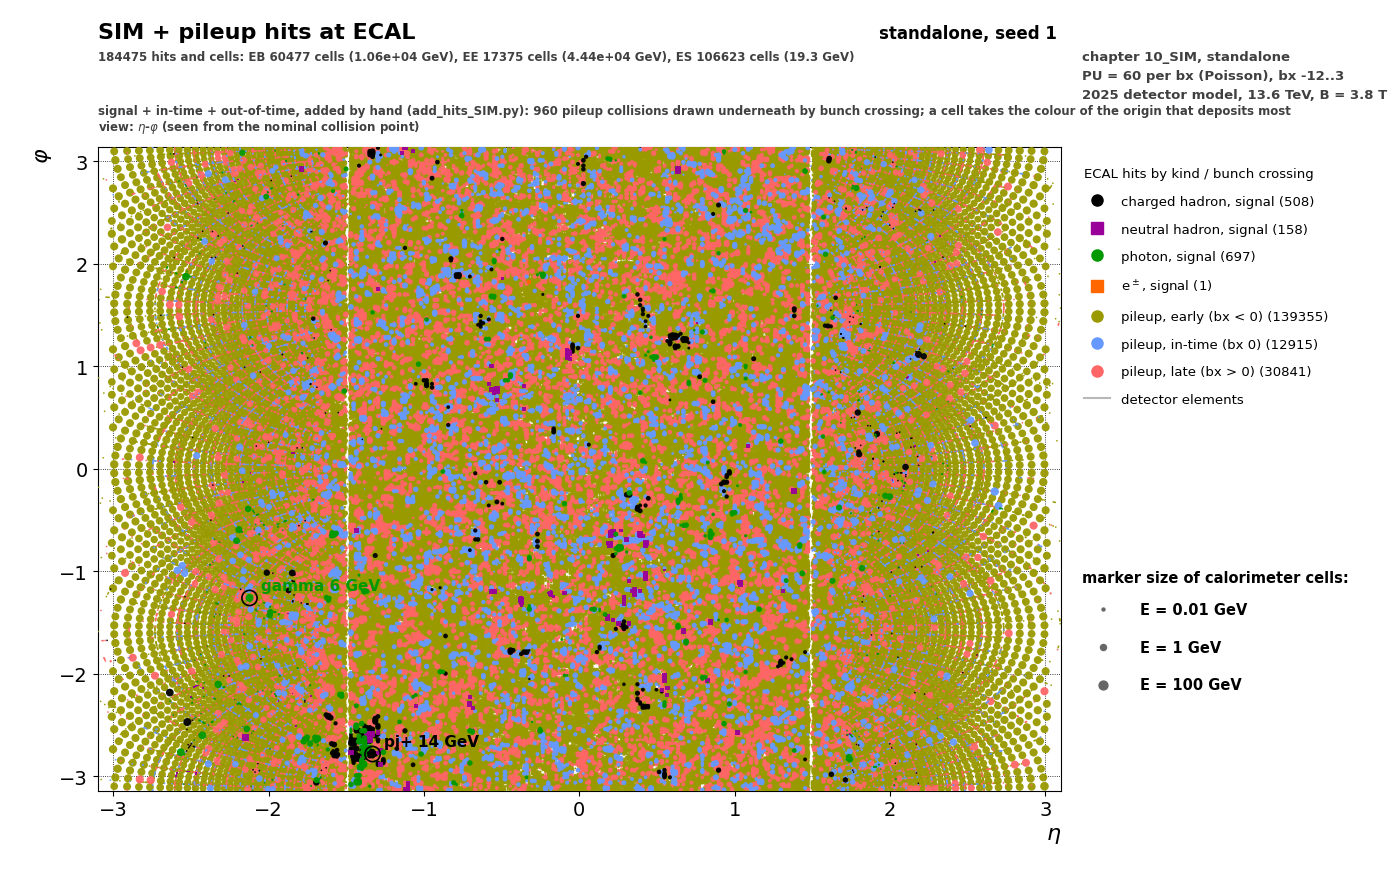 SIM + pileup hits at ECAL
standalone, seed 1
184475 hits and cells: EB 60477 cells (1.06e+04 GeV), EE 17375 cells (4.44e+04 GeV), ES 106623 cells (19.3 GeV)
chapter 10_SIM, standalone
PU = 60 per bx (Poisson), bx -12..3
2025 detector model, 13.6 TeV, B = 3.8 T
signal + in-time + out-of-time, added by hand (add_hits_SIM.py): 960 pileup collisions drawn underneath by bunch crossing; a cell takes the colour of the origin that deposits most
view: η-φ (seen from the nominal collision point)
φ
3
2
1
0
−1
−2
−3
gamma 6 GeV
pj+ 14 GeV
−3 −2 −1 0 1 2 3
η
ECAL hits by kind / bunch crossing
charged hadron, signal (508)
neutral hadron, signal (158)
photon, signal (697)
e±, signal (1)
pileup, early (bx < 0) (139355)
pileup, in-time (bx 0) (12915)
pileup, late (bx > 0) (30841)
detector elements
marker size of calorimeter cells:
E = 0.01 GeV
E = 1 GeV
E = 100 GeV